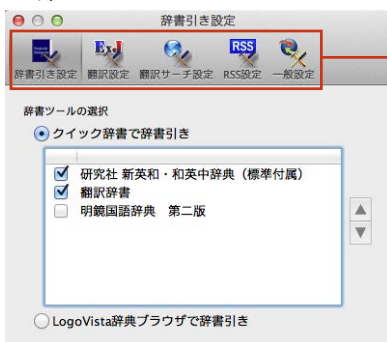 辞書引き設定
ExJ
RSS
辞書引き設定 翻訳設定 翻訳サーチ設定 RSS設定 一般設定
辞書ツールの選択
クイック辞書で辞書引き
研究社 新英和・和英中辞典（標準付属）
翻訳辞書
明鏡国語辞典　第二版
LogoVista辞典ブラウザで辞書引き